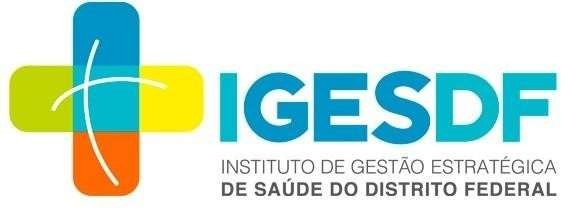 IGESDF
INSTITUTO DE GESTÃO ESTRATÉGICA
DE SAÚDE DO DISTRITO FEDERAL